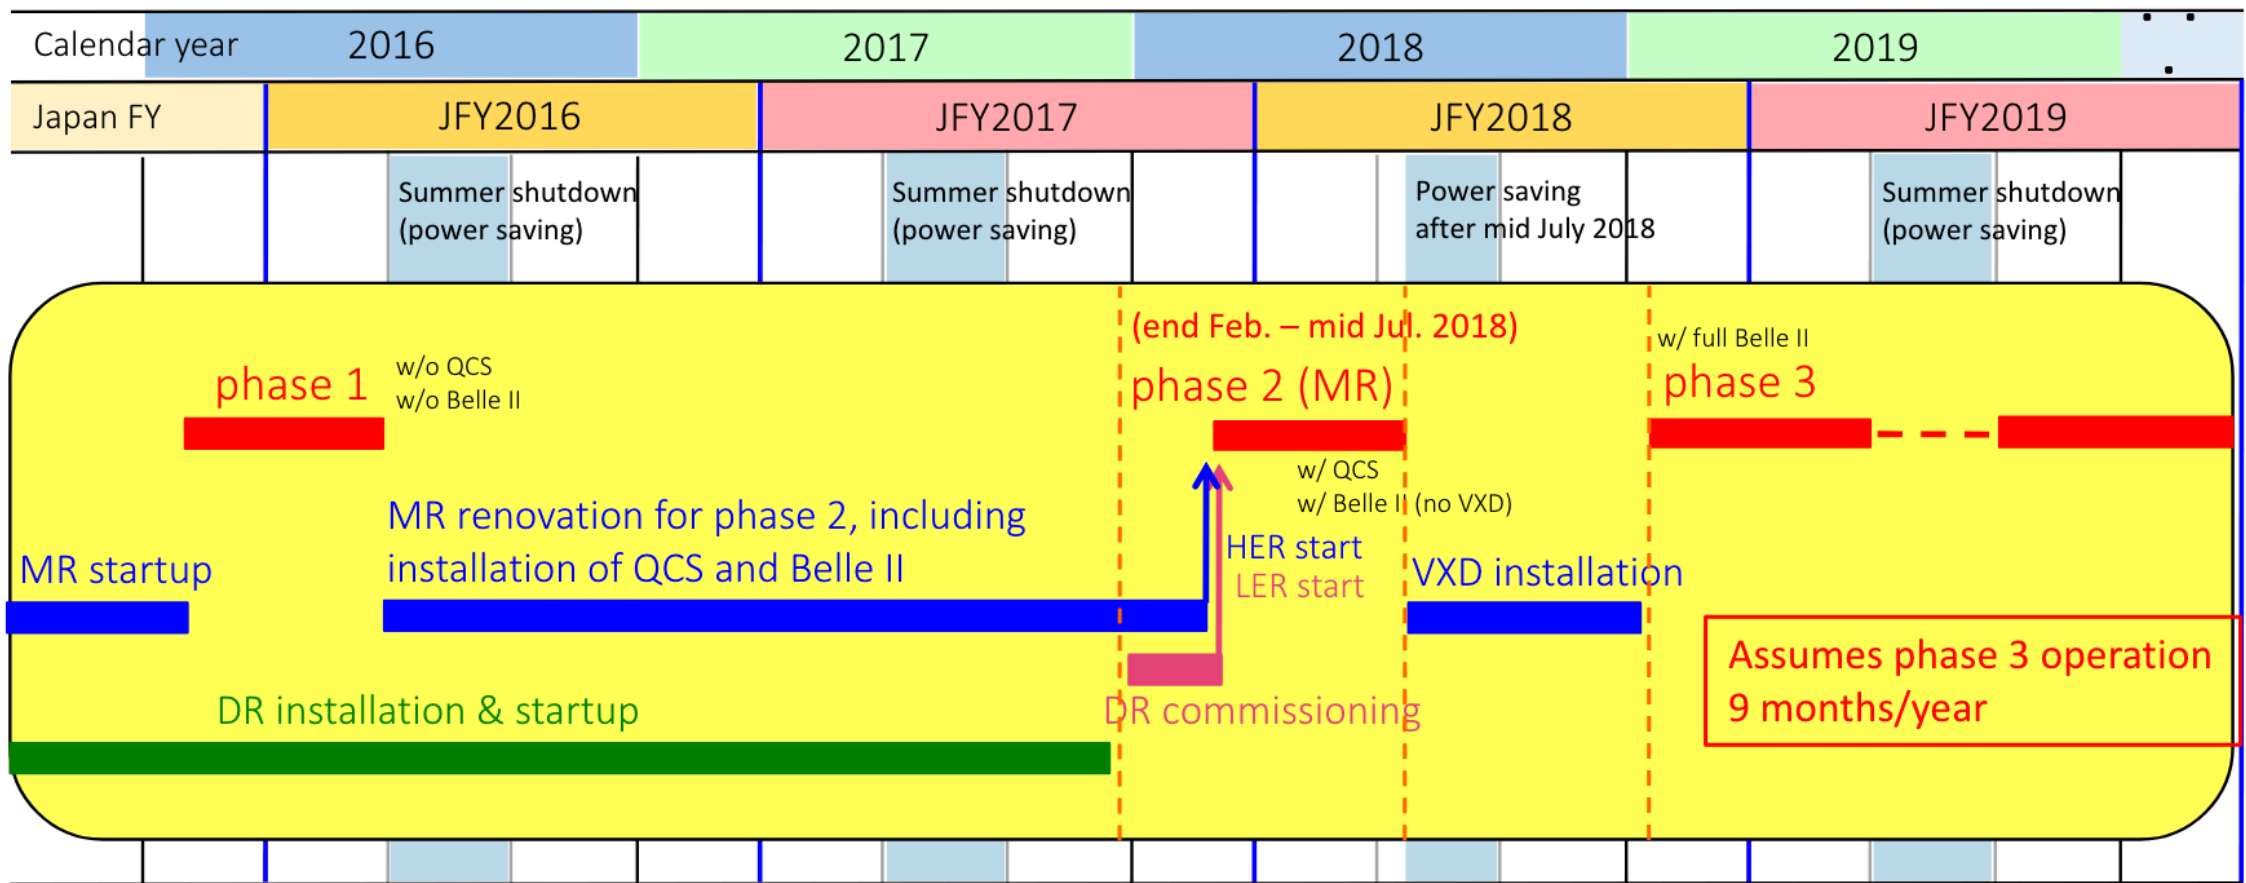 Calendar year
2016
2017
2018
2019
Japan FY
JFY2016
JFY2017
JFY2018
JFY2019
Summer shutdown
(power saving)
Summer shutdown
(power saving)
Power saving
after mid July 2018
Summer shutdown
(power saving)
(end Feb. – mid Jul. 2018)
phase 1
w/o QCS
w/o Belle II
phase 2 (MR)
w/ full Belle II
phase 3
w/ QCS
w/ Belle II (no VXD)
MR renovation for phase 2, including
installation of QCS and Belle II
MR startup
HER start
LER start
VXD installation
DR installation & startup
DR commissioning
Assumes phase 3 operation
9 months/year